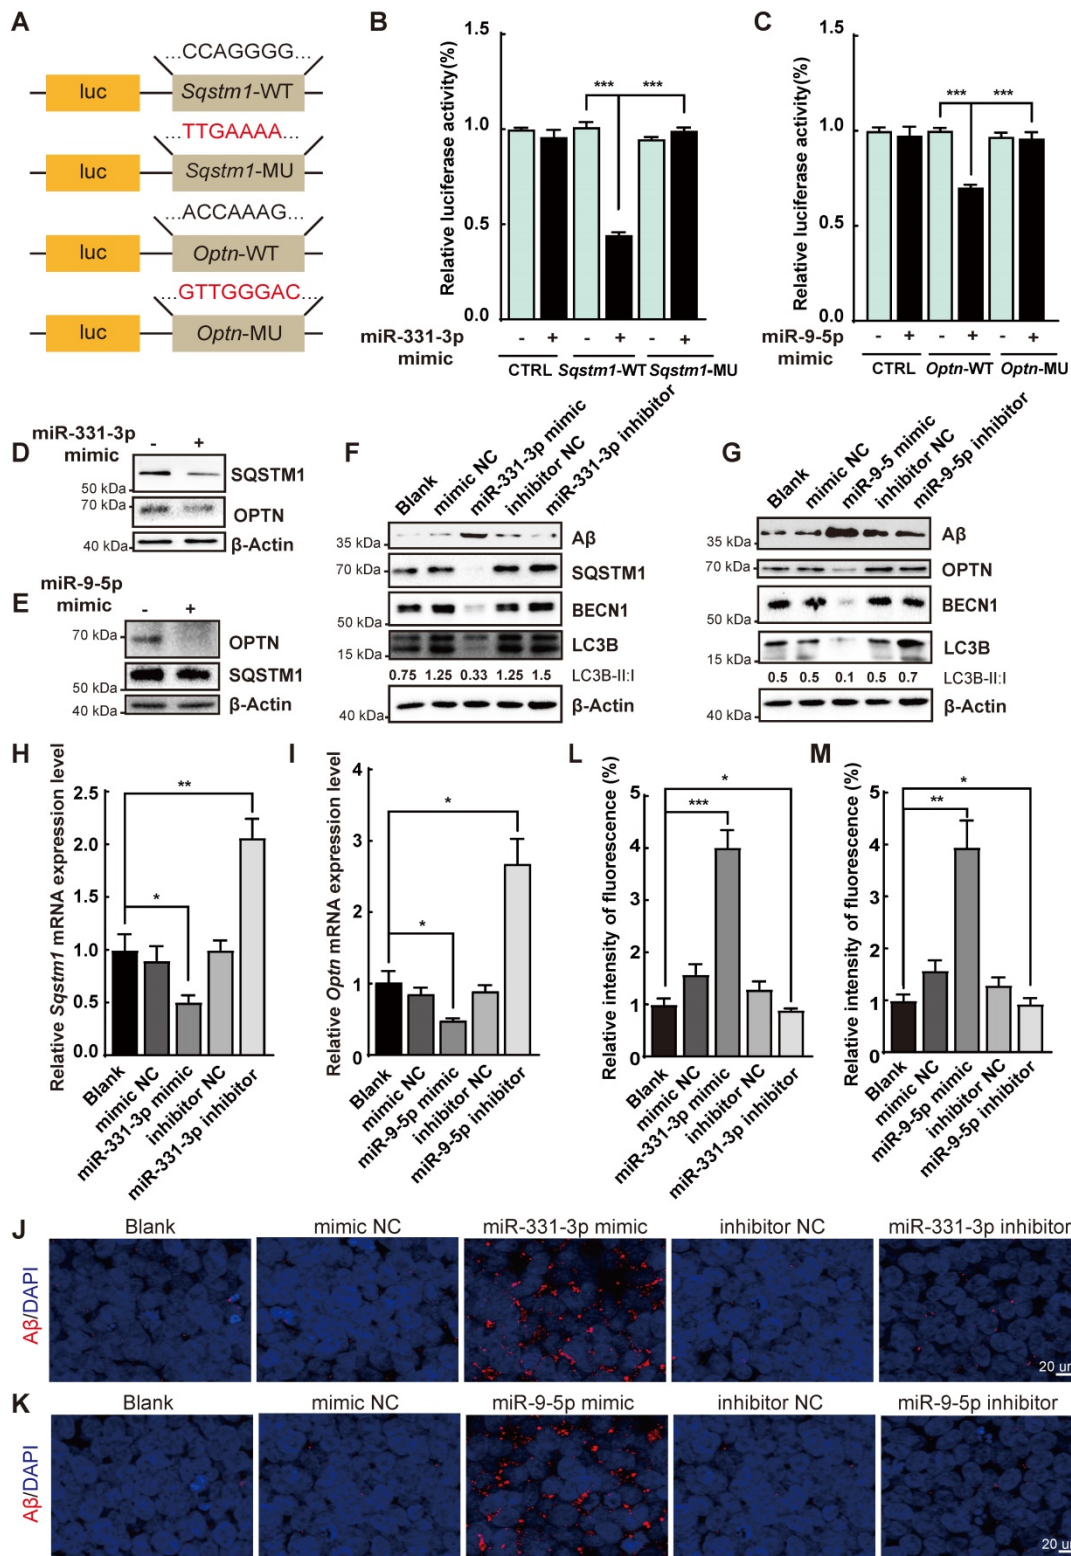 A
...CCAGGGG...
luc
Sqstm1-WT
...TTGAAAA...
luc
Sqstm1-MU
...ACCAAAG...
luc
Optn-WT
...GTTGGGAC...
luc
Optn-MU
B
Relative luciferase activity(%)
1.5
1.0
0.5
0.0
*** ***
miR-331-3p mimic
- + - + - +
CTRL Sqstm1-WT Sqstm1-MU
C
Relative luciferase activity
1.5
1.0
0.5
0.0
*** ***
miR-9-5p mimic
- + - + - +
CTRL Optn-WT Optn-MU
D
miR-331-3p mimic
- +
SQSTM1
50 kDa
70 kDa
OPTN
40 kDa
β-Actin
E
miR-9-5p mimic
- +
70 kDa
OPTN
SQSTM1
50 kDa
β-Actin
40 kDa
F
Blank
mimic NC
miR-331-3p mimic
inhibitor NC
miR-331-3p inhibitor
35 kDa
Aβ
70 kDa
SQSTM1
BECN1
50 kDa
15 kDa
LC3B
0.75 1.25 0.33 1.25 1.5 LC3B-II:I
β-Actin
40 kDa
G
Blank
mimic NC
miR-9-5 mimic
inhibitor NC
miR-9-5p inhibitor
35 kDa
Aβ
70 kDa
OPTN
BECN1
50 kDa
LC3B
15 kDa
0.5 0.5 0.1 0.5 0.7 LC3B-II:I
β-Actin
40 kDa
H
Relative Sqstm1 mRNA expression level
2.5
2.0
1.5
1.0
0.5
0.0
**
*
Blank
mimic NC
miR-331-3p mimic
inhibitor NC
miR-331-3p inhibitor
I
Relative Optn mRNA expression level
4
3
2
1
0
*
*
Blank
mimic NC
miR-9-5p mimic
inhibitor NC
miR-9-5p inhibitor
L
Relative intensity of fluorescence (%)
5
4
3
2
1
0
*
***
Blank
mimic NC
miR-331-3p mimic
inhibitor NC
miR-331-3p inhibitor
M
Relative intensity of fluorescence (%)
5
4
3
2
1
0
*
**
Blank
mimic NC
miR-9-5p mimic
inhibitor NC
miR-9-5p inhibitor
J
Blank mimic NC miR-331-3p mimic inhibitor NC miR-331-3p inhibitor
Aβ/DAPI
20 um
K
Blank mimic NC miR-9-5p mimic inhibitor NC miR-9-5p inhibitor
Aβ/DAPI
20 um